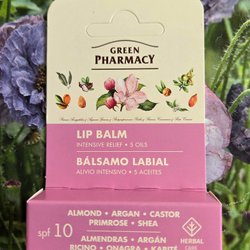 GREEN
PHARMACY
LIP BALM
INTENSIVE RELIEF • 5 OILS
BÁLSAMO LABIAL
ALIVIO INTENSIVO • 5 ACEITES
ALMOND • ARGAN • CASTOR
PRIMROSE • SHEA
spf 10
ALMENDRAS • ARGÁN
RICINO • ONAGRA • KARITÉ
HERBAL
CARE